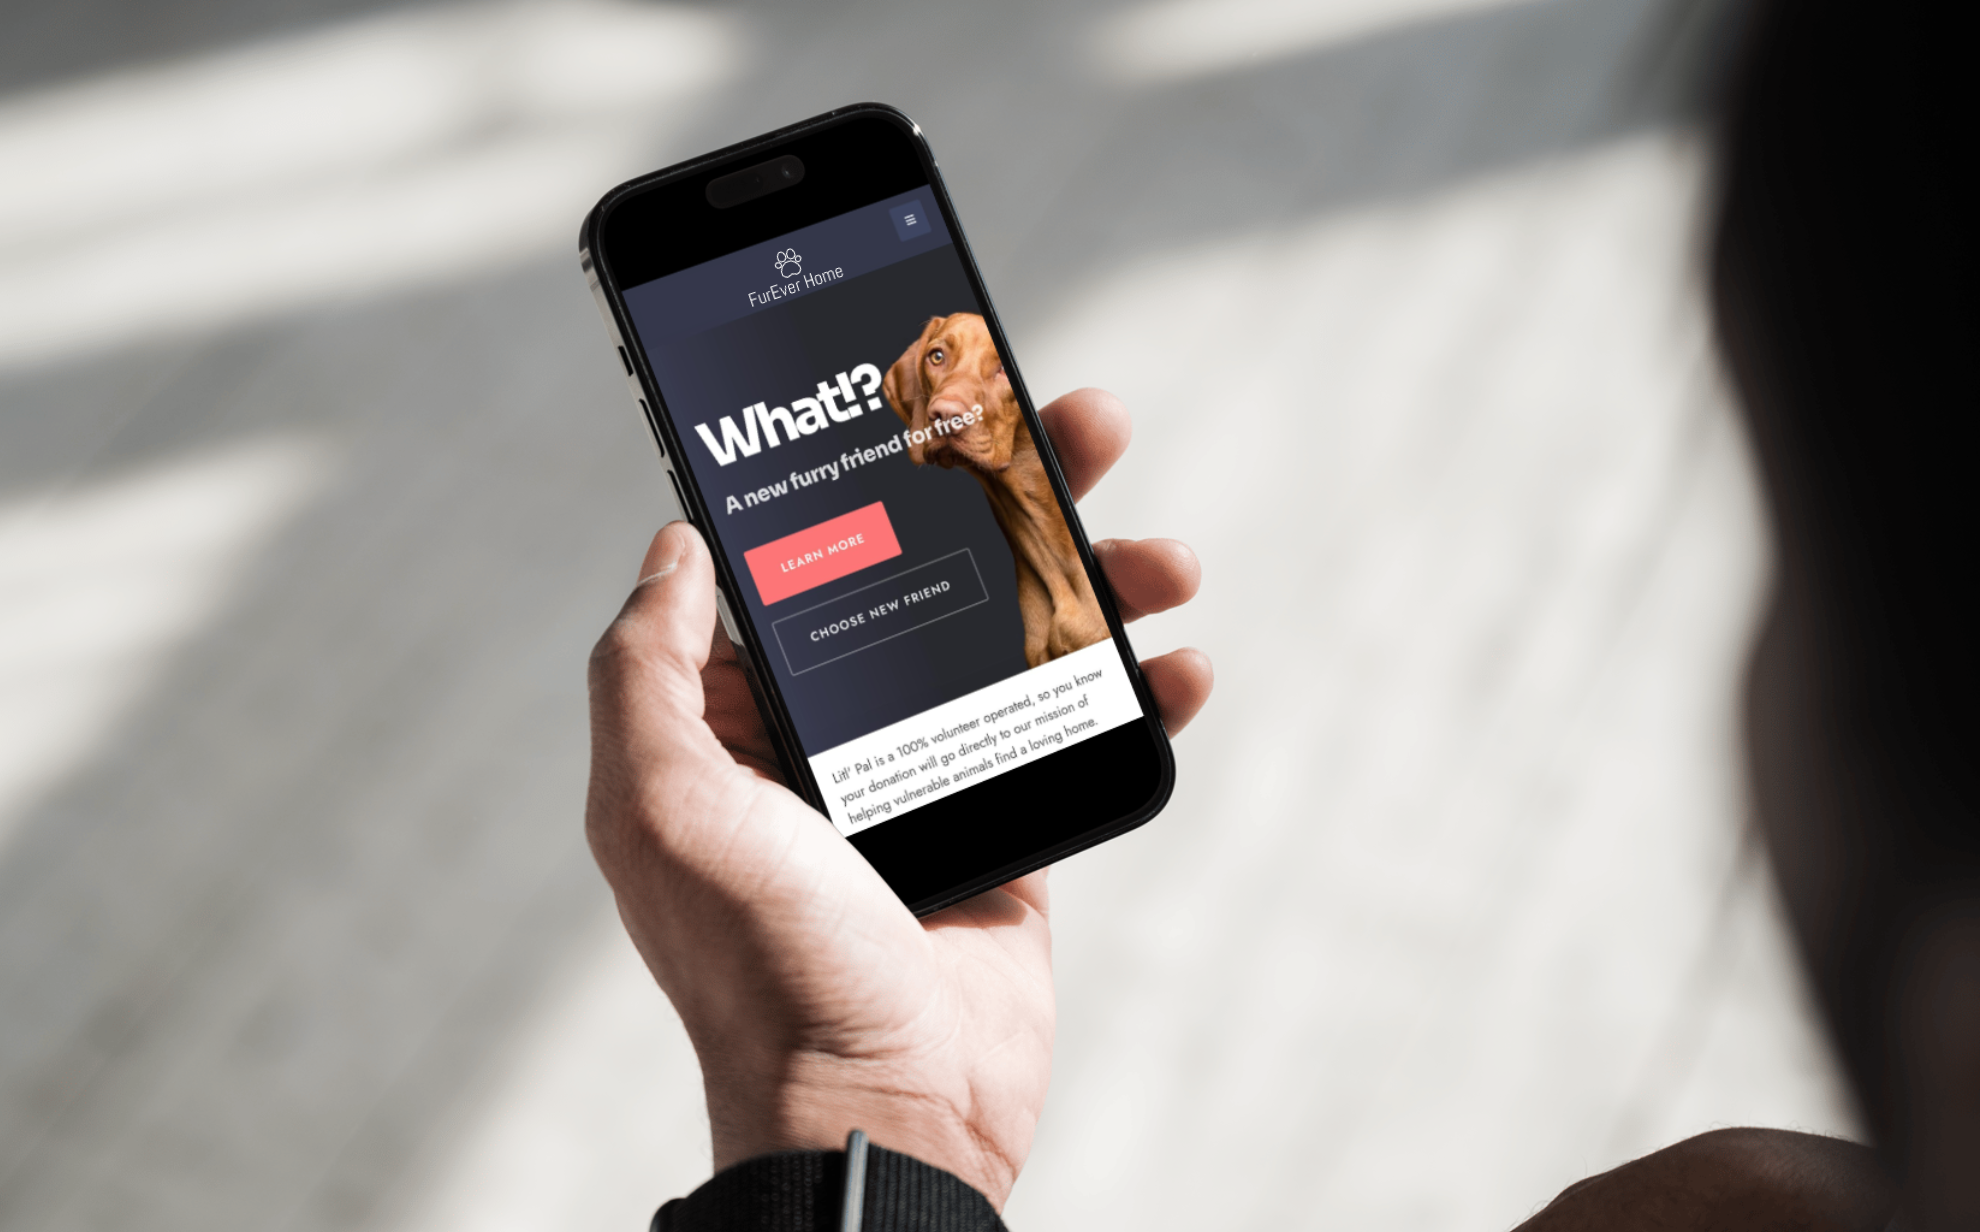 FurEver Home
What!?
A new furry friend for free?
LEARN MORE
CHOOSE NEW FRIEND
Litl' Pal is a 100% volunteer operated, so you know
your donation will go directly to our mission of
helping vulnerable animals find a loving home.